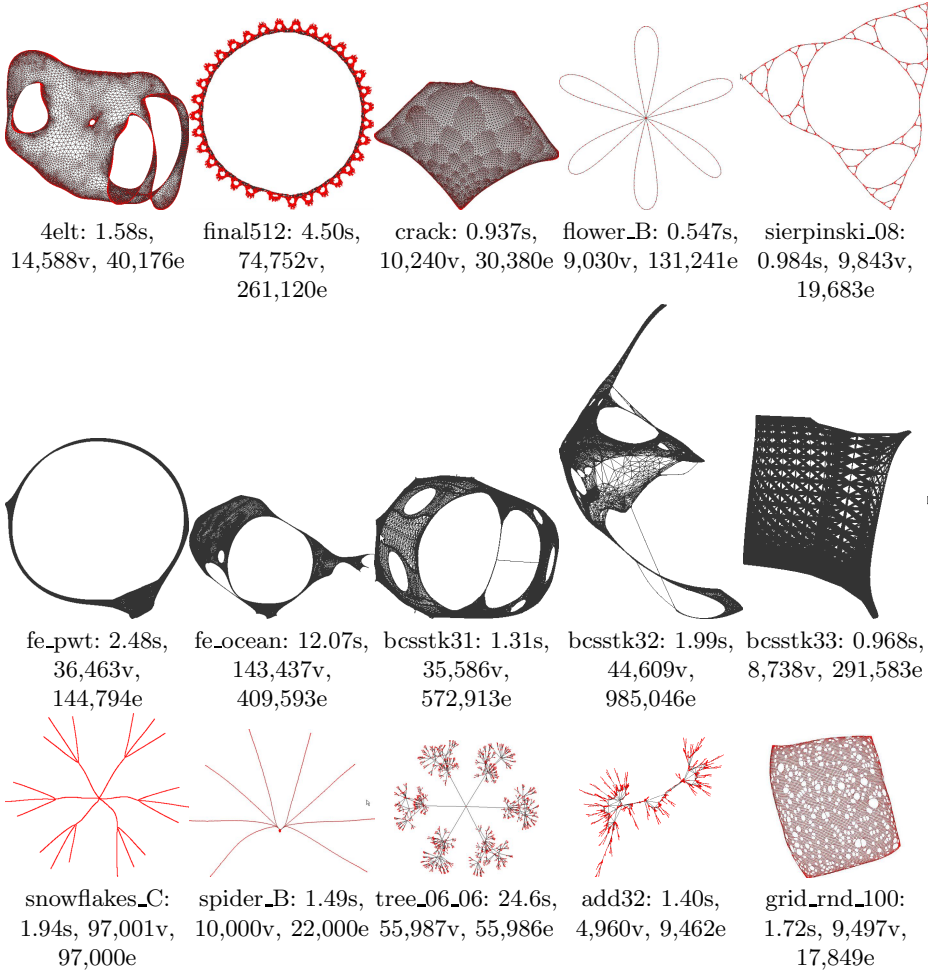 4elt: 1.58s,
14,588v, 40,176e
final512: 4.50s,
74,752v,
261,120e
crack: 0.937s,
10,240v, 30,380e
flower_B: 0.547s,
9,030v, 131,241e
sierpinski_08:
0.984s, 9,843v,
19,683e
fe_pwt: 2.48s,
36,463v,
144,794e
fe_ocean: 12.07s,
143,437v,
409,593e
bcsstk31: 1.31s,
35,586v,
572,913e
bcsstk32: 1.99s,
44,609v,
985,046e
bcsstk33: 0.968s,
8,738v, 291,583e
snowflakes_C:
1.94s, 97,001v,
97,000e
spider_B: 1.49s,
10,000v, 22,000e
tree_06_06: 24.6s,
55,987v, 55,986e
add32: 1.40s,
4,960v, 9,462e
grid_rnd_100:
1.72s, 9,497v,
17,849e